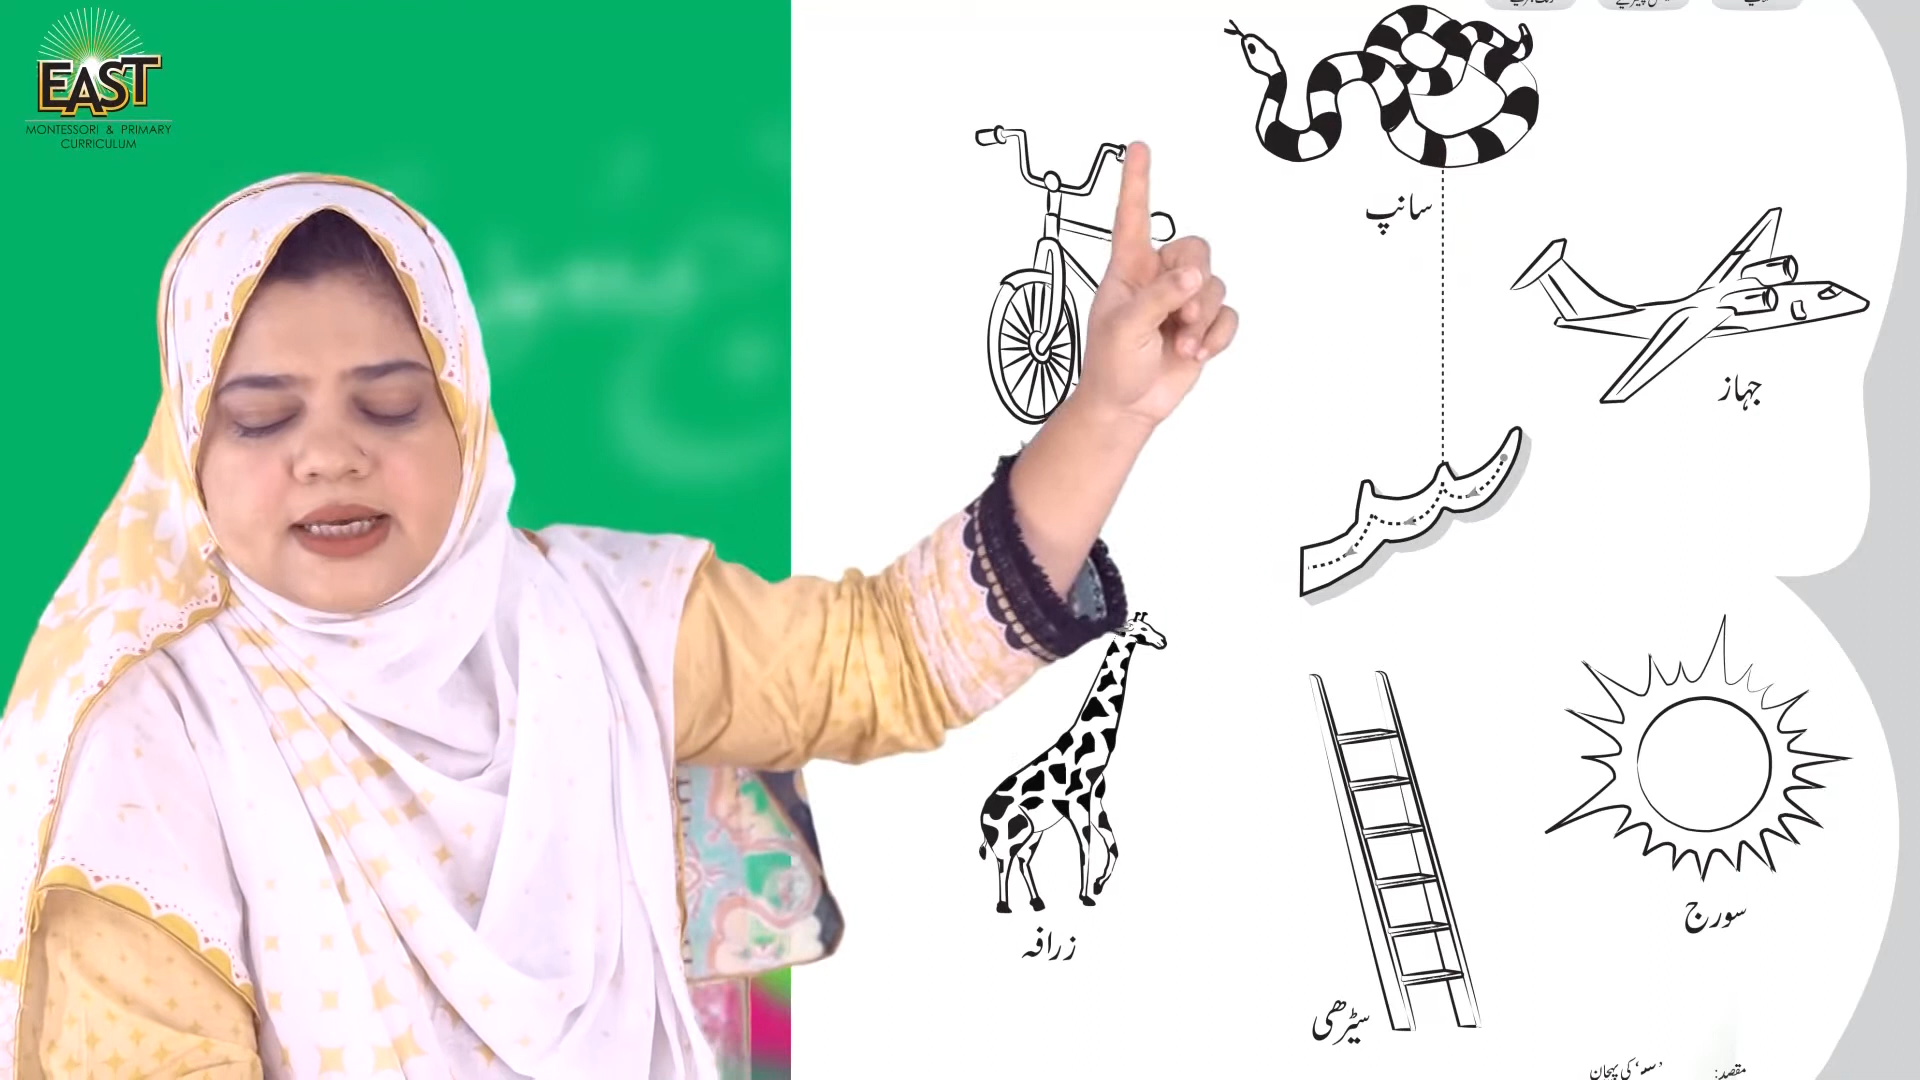 EAST
MONTESSORI & PRIMARY
CURRICULUM
سانپ
جہاز
زرافہ
سورج
سیڑھی
مقصد: ’سـ‘ کی پہچان